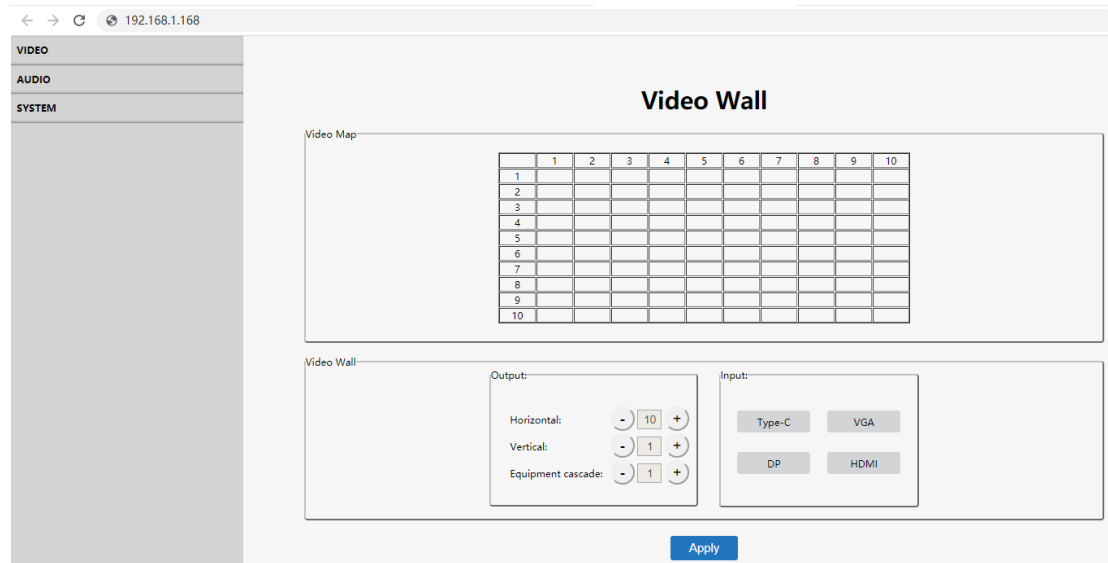 192.168.1.168
VIDEO
AUDIO
SYSTEM
Video Wall
Video Map
1 2 3 4 5 6 7 8 9 10
1
2
3
4
5
6
7
8
9
10
Video Wall
Output:
Horizontal: - 10 +
Vertical: - 1 +
Equipment cascade: - 1 +
Input:
Type-C VGA
DP HDMI
Apply